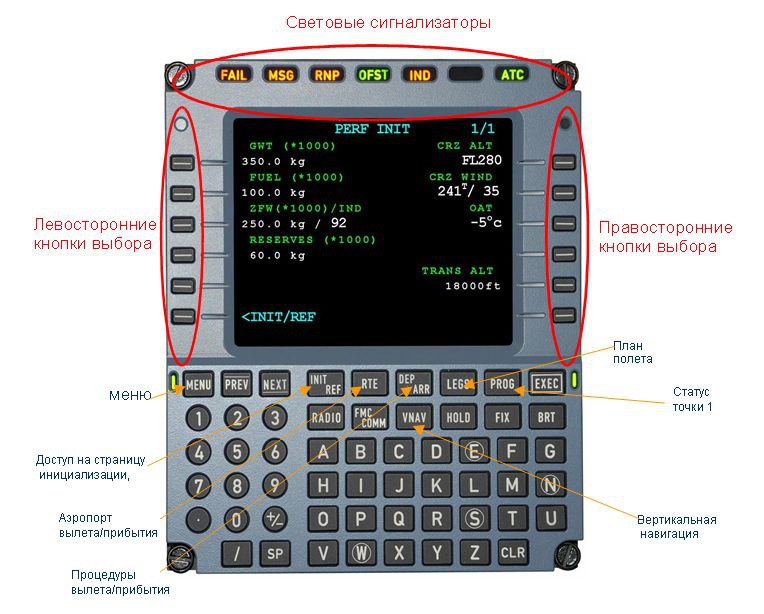 Световые сигнализаторы
FAIL MSG RNP OFST IND ATC
PERF INIT 1/1
GWT (*1000) CRZ ALT
350.0 kg FL280
FUEL (*1000) CRZ WIND
100.0 kg 241T/ 35
ZFW(*1000)/IND OAT
250.0 kg / 92 -5°c
RESERVES (*1000)
60.0 kg
TRANS ALT
18000ft
<INIT/REF
Левосторонние
кнопки выбора
Правосторонние
кнопки выбора
План
полета
MENU PREV NEXT INIT REF RTE DEP ARR LEGS PROG EXEC
меню
Статус
точки 1
1 2 3 RADIO FMC COMM VNAV HOLD FIX BRT
4 5 6 A B C D E F G
Доступ на страницу
инициализации,
7 8 9 H I J K L M N
. 0 +/- O P Q R S T U
Аэропорт
вылета/прибытия
Вертикальная
навигация
/ SP V W X Y Z CLR
Процедуры
вылета/прибытия